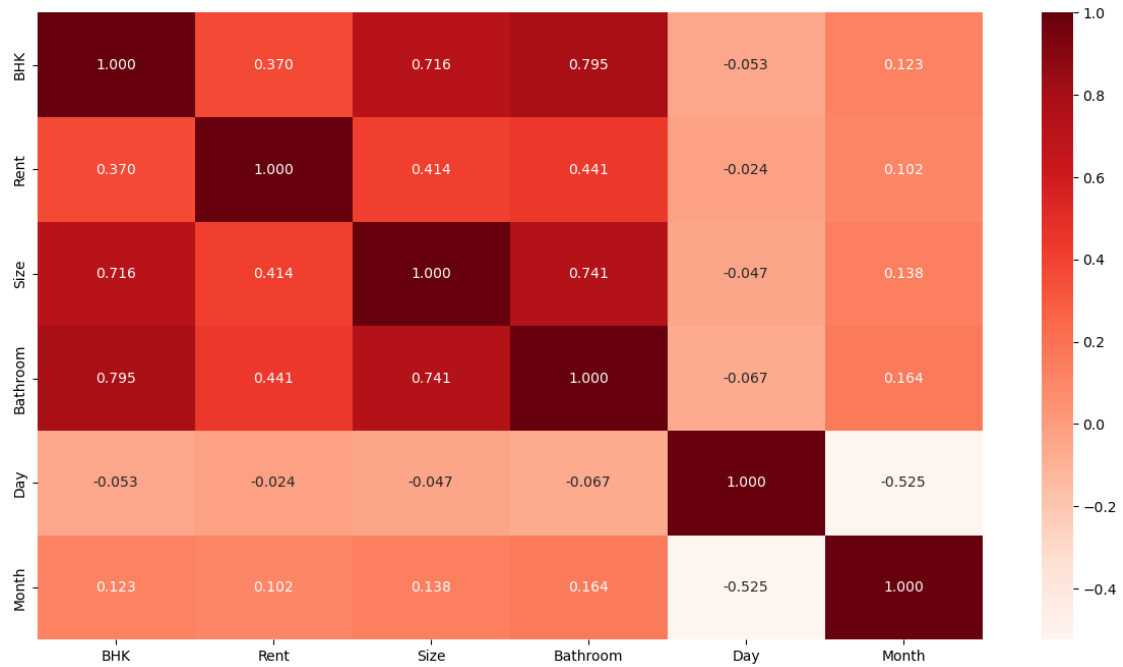 1.0
BHK 1.000 0.370 0.716 0.795 -0.053 0.123
0.8
Rent 0.370 1.000 0.414 0.441 -0.024 0.102
0.6
0.4
Size 0.716 0.414 1.000 0.741 -0.047 0.138
0.2
Bathroom 0.795 0.441 0.741 1.000 -0.067 0.164
0.0
Day -0.053 -0.024 -0.047 -0.067 1.000 -0.525
−0.2
Month 0.123 0.102 0.138 0.164 -0.525 1.000
−0.4
BHK Rent Size Bathroom Day Month